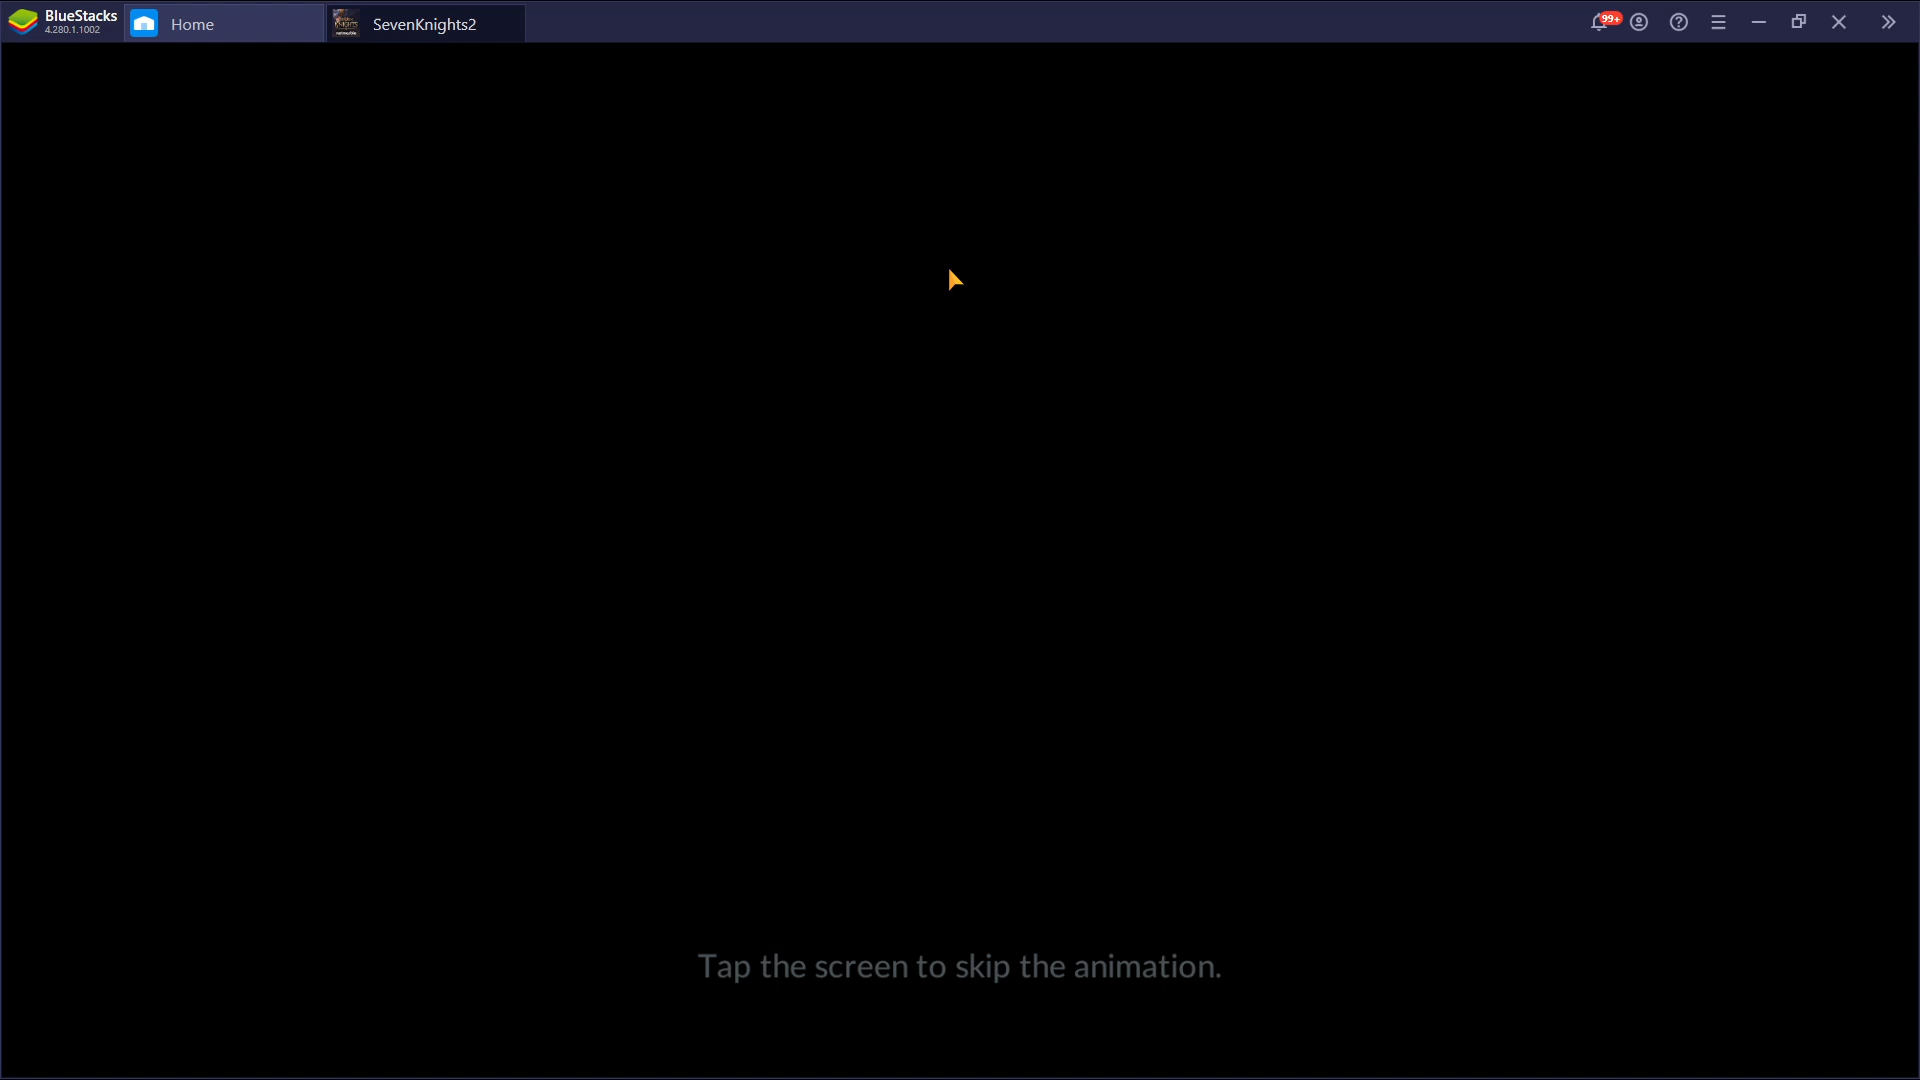 BlueStacks
4.280.1.1002
Home
SevenKnights2
99+
Tap the screen to skip the animation.